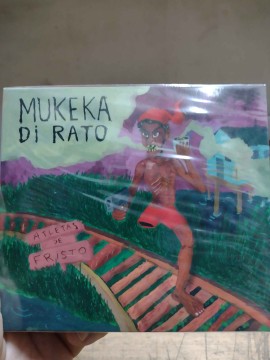 MUKEKA
DI RATO
ATLETAS
DE
FRISTO